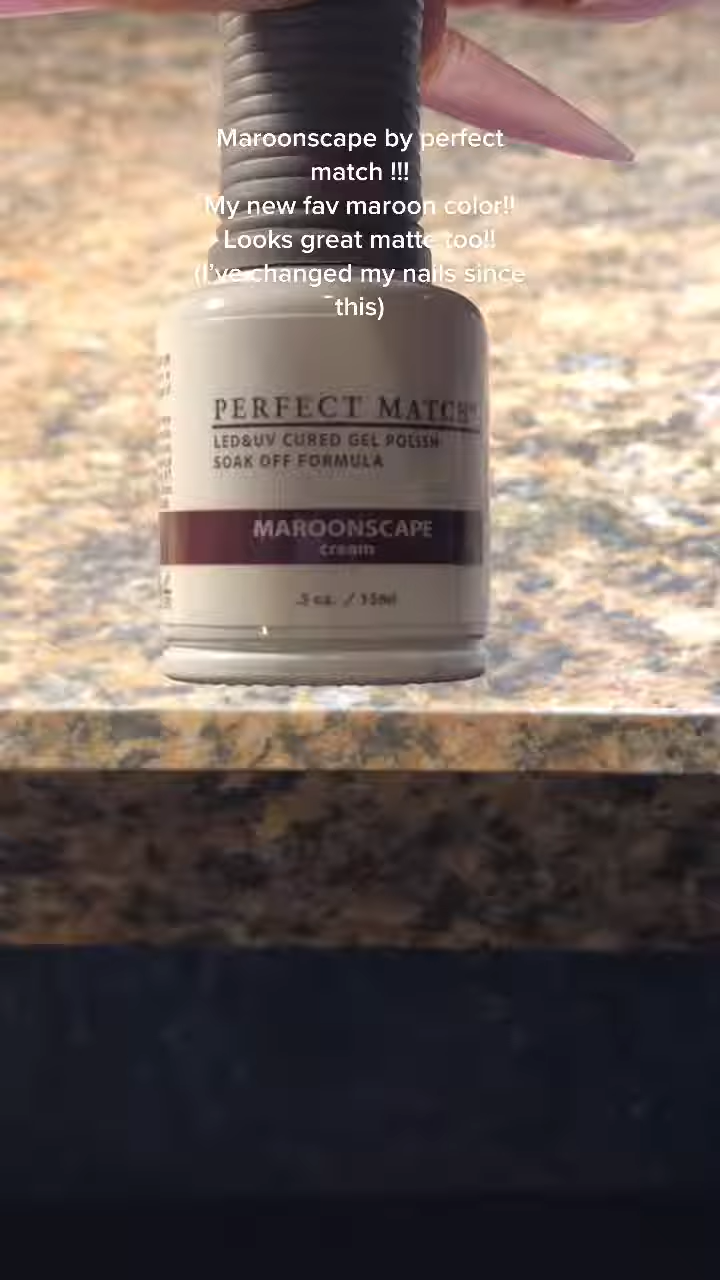 Maroonscape by perfect
match !!!
My new fav maroon color!!
Looks great matte too!!
(I've changed my nails since
this)
PERFECT MATCH
LED&UV CURED GEL POLISH
SOAK OFF FORMULA
MAROONSCAPE
cream
.5 oz. / 15ml